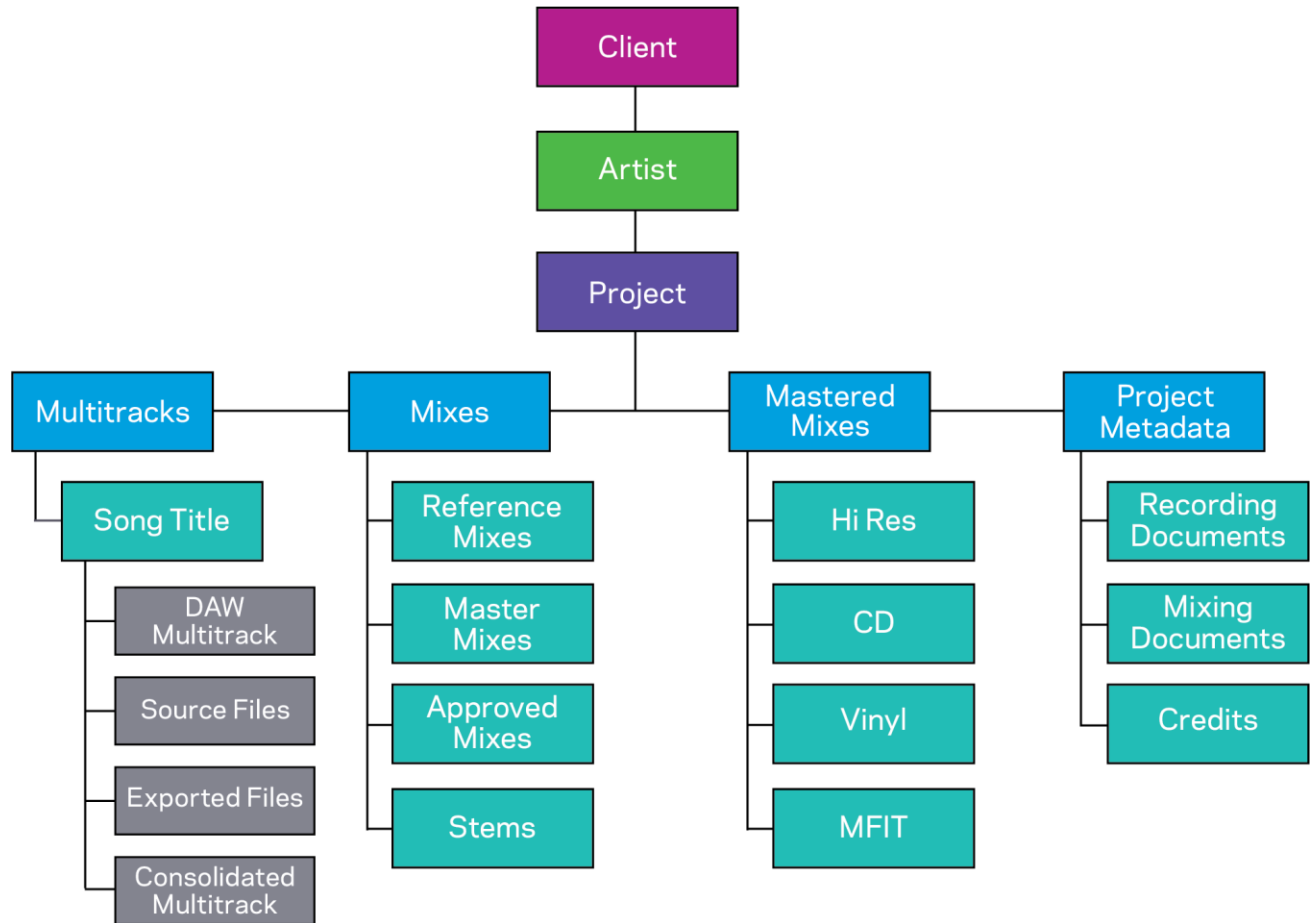 Client
Artist
Project
Multitracks
Mixes
Mastered
Mixes
Project
Metadata
Song Title
DAW
Multitrack
Source Files
Exported Files
Consolidated
Multitrack
Reference
Mixes
Master
Mixes
Approved
Mixes
Stems
Hi Res
CD
Vinyl
MFIT
Recording
Documents
Mixing
Documents
Credits